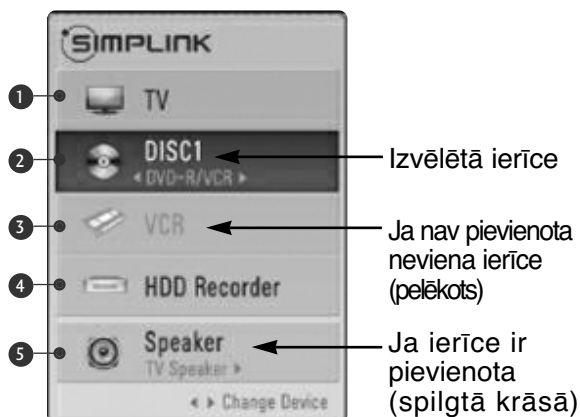 SIMPLINK
1 TV
2 DISC1
◂ DVD-R/VCR ▸
Izvēlētā ierīce
3 VCR
Ja nav pievienota
neviena ierīce
(pelēkots)
4 HDD Recorder
5 Speaker
TV Speaker ▸
Ja ierīce ir
pievienota
(spilgtā krāsā)
◂ ▸ Change Device